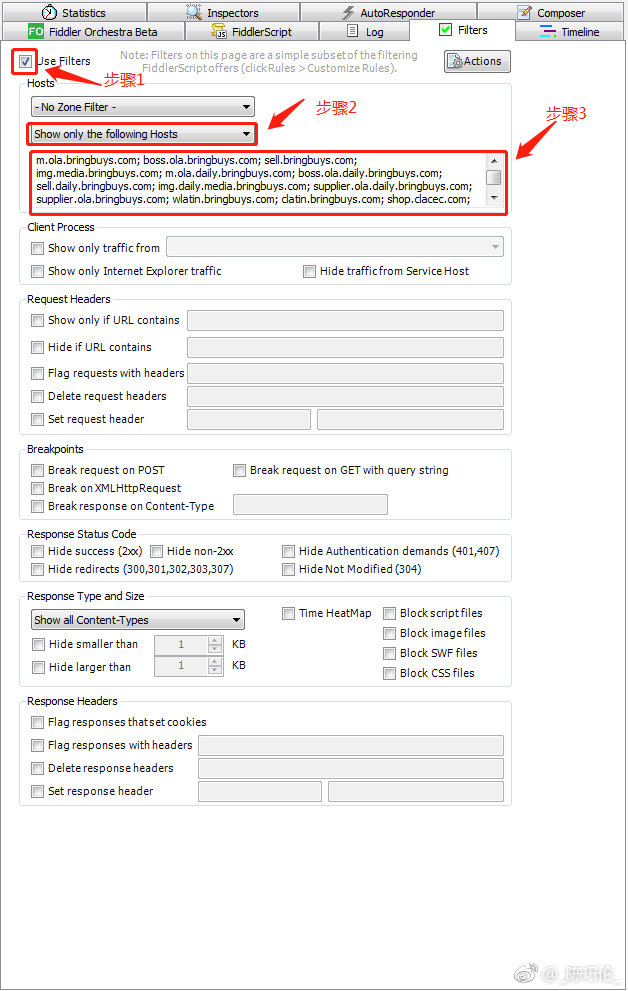 Statistics
Inspectors
AutoResponder
Composer
FO Fiddler Orchestra Beta
FiddlerScript
Log
Filters
Timeline
Use Filters
Note: Filters on this page are a simple subset of the filtering
FiddlerScript offers (click Rules > Customize Rules).
Actions
步骤1
Hosts
- No Zone Filter -
步骤2
步骤3
Show only the following Hosts
m.ola.bringbuys.com; boss.ola.bringbuys.com; sell.bringbuys.com;
img.media.bringbuys.com; m.ola.daily.bringbuys.com; boss.ola.daily.bringbuys.com;
sell.daily.bringbuys.com; img.daily.media.bringbuys.com; supplier.ola.daily.bringbuys.com;
supplier.ola.bringbuys.com; wlatin.bringbuys.com; clatin.bringbuys.com; shop.clacec.com;
Client Process
Show only traffic from
Show only Internet Explorer traffic
Hide traffic from Service Host
Request Headers
Show only if URL contains
Hide if URL contains
Flag requests with headers
Delete request headers
Set request header
Breakpoints
Break request on POST
Break request on GET with query string
Break on XMLHttpRequest
Break response on Content-Type
Response Status Code
Hide success (2xx)
Hide non-2xx
Hide Authentication demands (401,407)
Hide redirects (300,301,302,303,307)
Hide Not Modified (304)
Response Type and Size
Show all Content-Types
Time HeatMap
Block script files
Hide smaller than
1
KB
Block image files
Hide larger than
1
KB
Block SWF files
Block CSS files
Response Headers
Flag responses that set cookies
Flag responses with headers
Delete response headers
Set response header
@_陈巧伦_